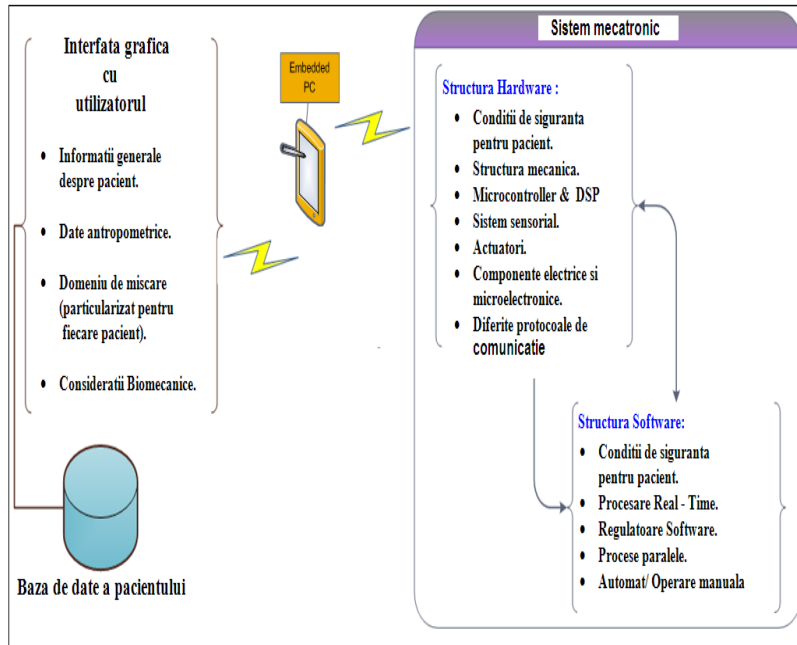 Interfata grafica
cu
utilizatorul
• Informatii generale
despre pacient.
• Date antropometrice.
• Domeniu de miscare
(particularizat pentru
fiecare pacient).
• Consideratii Biomecanice.
Baza de date a pacientului
Embedded
PC
Sistem mecatronic
Structura Hardware :
• Conditii de siguranta
pentru pacient.
• Structura mecanica.
• Microcontroller & DSP
• Sistem sensorial.
• Actuatori.
• Componente electrice si
microelectronice.
• Diferite protocoale de
comunicatie
Structura Software:
• Conditii de siguranta
pentru pacient.
• Procesare Real - Time.
• Regulatoare Software.
• Procese paralele.
• Automat/ Operare manuala